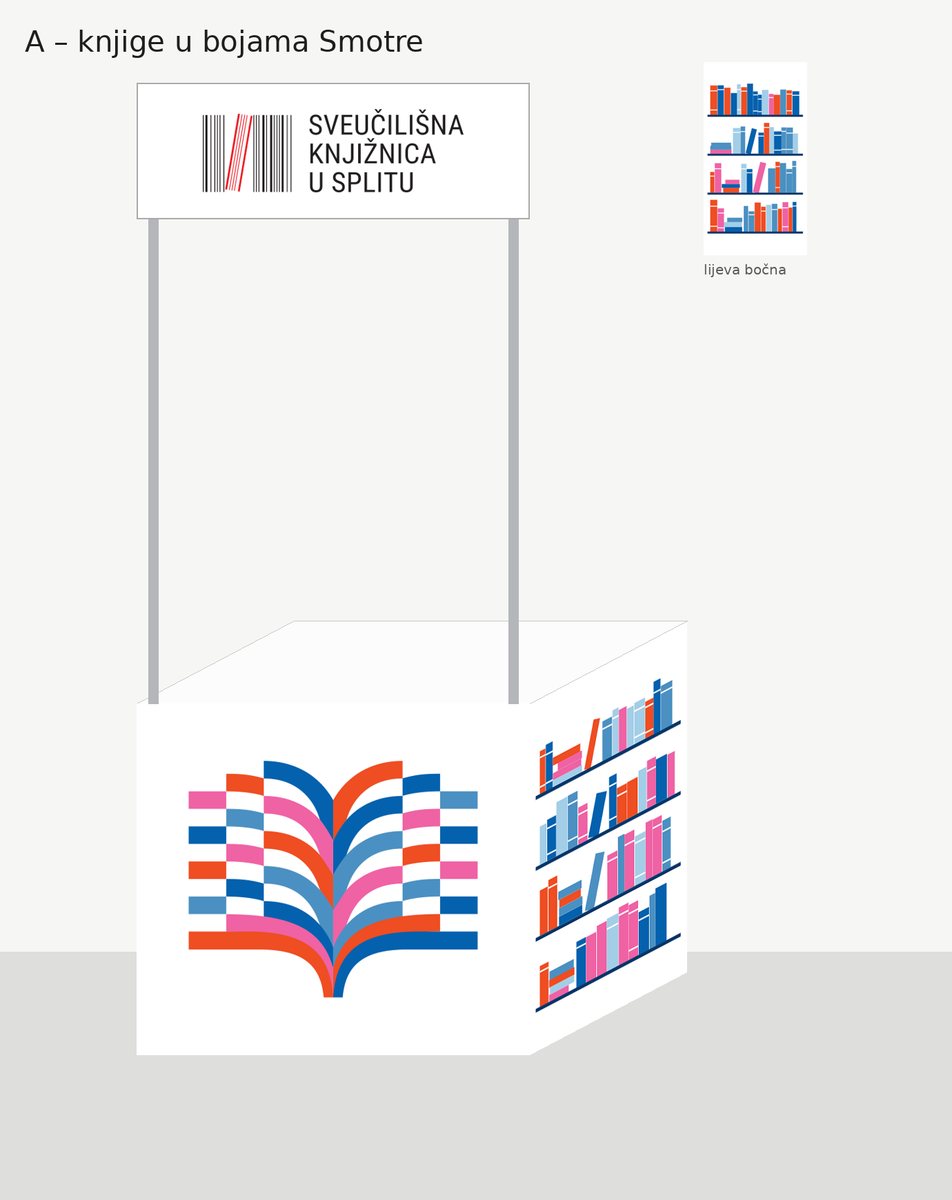 A – knjige u bojama Smotre
SVEUČILIŠNA
KNJIŽNICA
U SPLITU
lijeva bočna